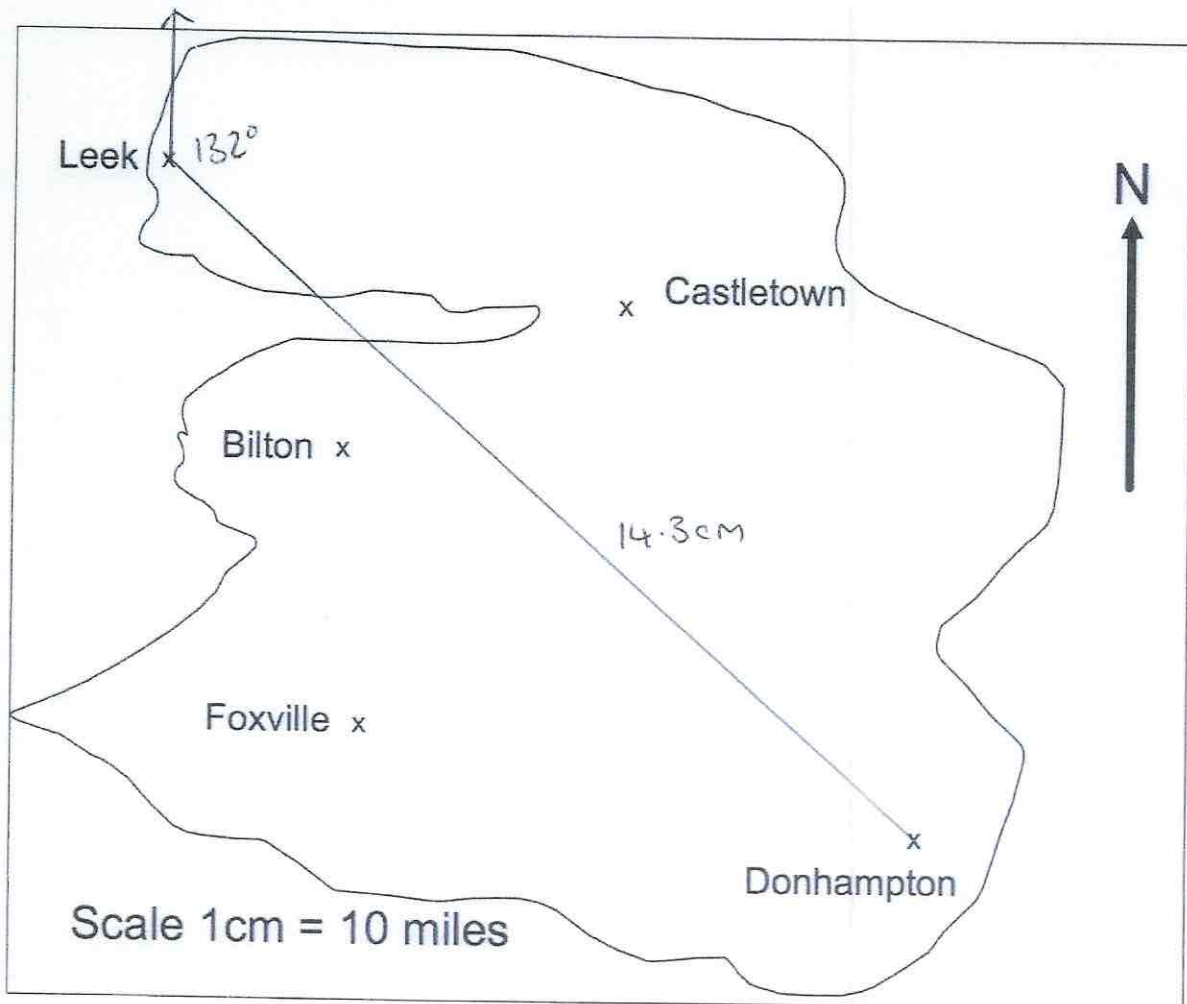 Leek x 132°
N
x Castletown
Bilton x
14.3cm
Foxville x
x
Donhampton
Scale 1cm = 10 miles